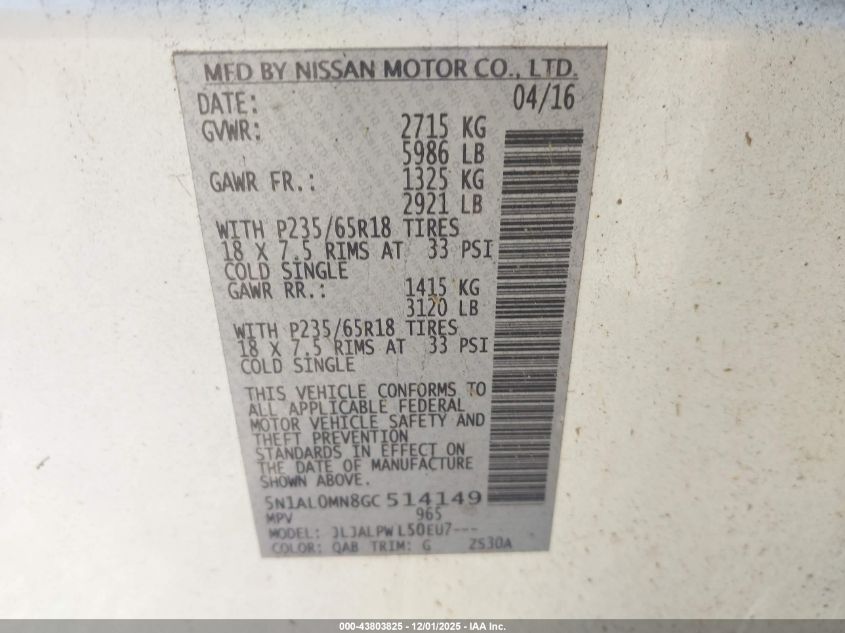 MFD BY NISSAN MOTOR CO., LTD.
DATE: 04/16
GVWR: 2715 KG
5986 LB
GAWR FR.: 1325 KG
2921 LB
WITH P235/65R18 TIRES
18 X 7.5 RIMS AT 33 PSI
COLD SINGLE
GAWR RR.: 1415 KG
3120 LB
WITH P235/65R18 TIRES
18 X 7.5 RIMS AT 33 PSI
COLD SINGLE
THIS VEHICLE CONFORMS TO
ALL APPLICABLE FEDERAL
MOTOR VEHICLE SAFETY AND
THEFT PREVENTION
STANDARDS IN EFFECT ON
THE DATE OF MANUFACTURE
SHOWN ABOVE.
5N1AL0MN8GC514149
MPV 965
MODEL: JLJALPWL50EU7---
COLOR: QAB TRIM: G ZS30A
000-43803825 - 12/01/2025 - IAA Inc.